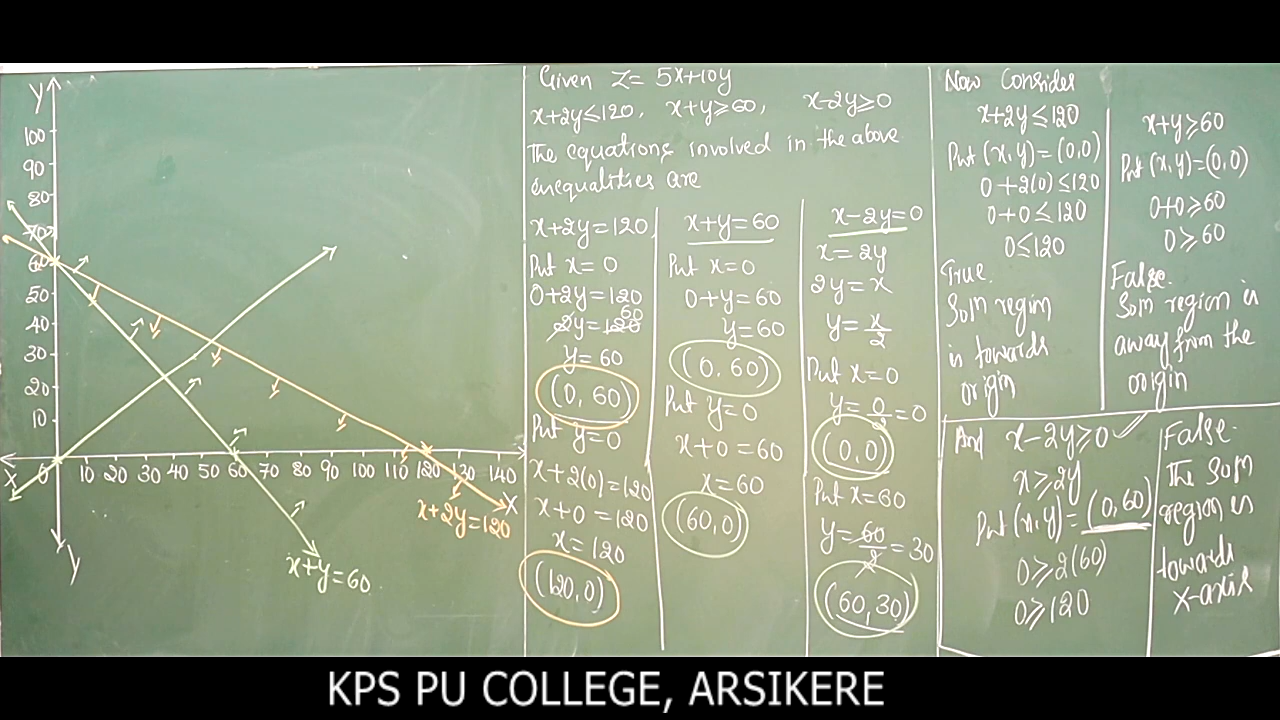 Y
100
90
80
70
60
50
40
30
20
10
X 0 10 20 30 40 50 60 70 80 90 100 110 120 130 140 X
x+2y=120
x+y=60
y
Given Z= 5x+10y
x+2y≤120, x+y≥60, x-2y≥0
The equations involved in the above
inequalities are
x+2y=120,
Put x=0
0+2y=120
2y=120 60
y=60
(0, 60)
Put y=0
x+2(0)=120
x+0=120
x=120
(120,0)
x+y=60
Put x=0
0+y=60
y=60
(0, 60)
Put y=0
x+0=60
x=60
(60,0)
x-2y=0
x=2y
2y=x
y=x/2
Put x=0
y=0/2=0
(0,0)
Put x=60
y=60/2=30
(60,30)
Now Consider
x+2y≤120
Put (x,y)=(0,0)
0+2(0)≤120
0+0≤120
0≤120
True.
Soln region
is towards
origin
x+y≥60
Put (x,y)=(0,0)
0+0≥60
0≥60
False.
Soln region is
away from the
origin
And x-2y≥0 ✓
x≥2y
Put (x,y)=(0,60)
0≥2(60)
0≥120
False.
The Soln
region is
towards
x-axis
KPS PU COLLEGE, ARSIKERE